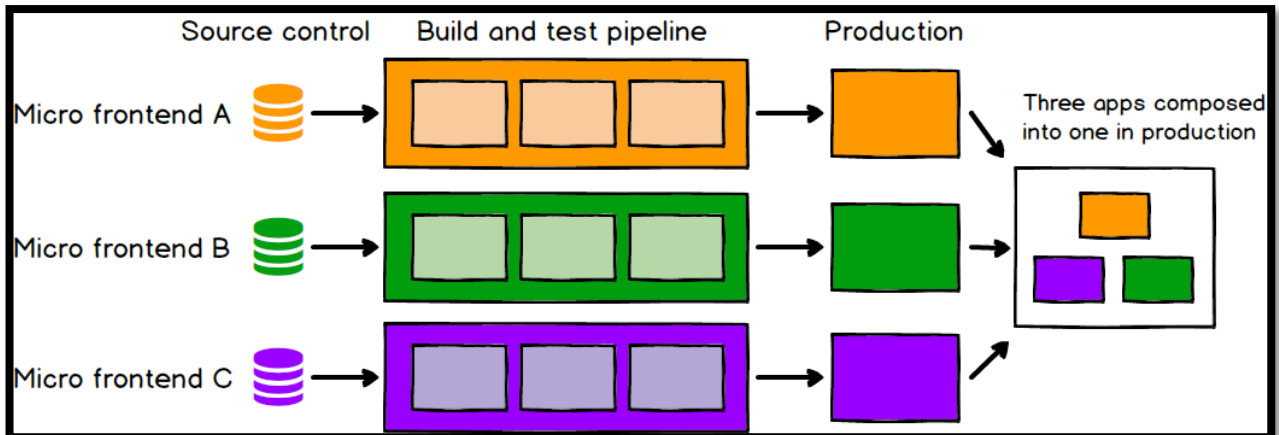 Source control
Build and test pipeline
Production
Micro frontend A
Three apps composed
into one in production
Micro frontend B
Micro frontend C